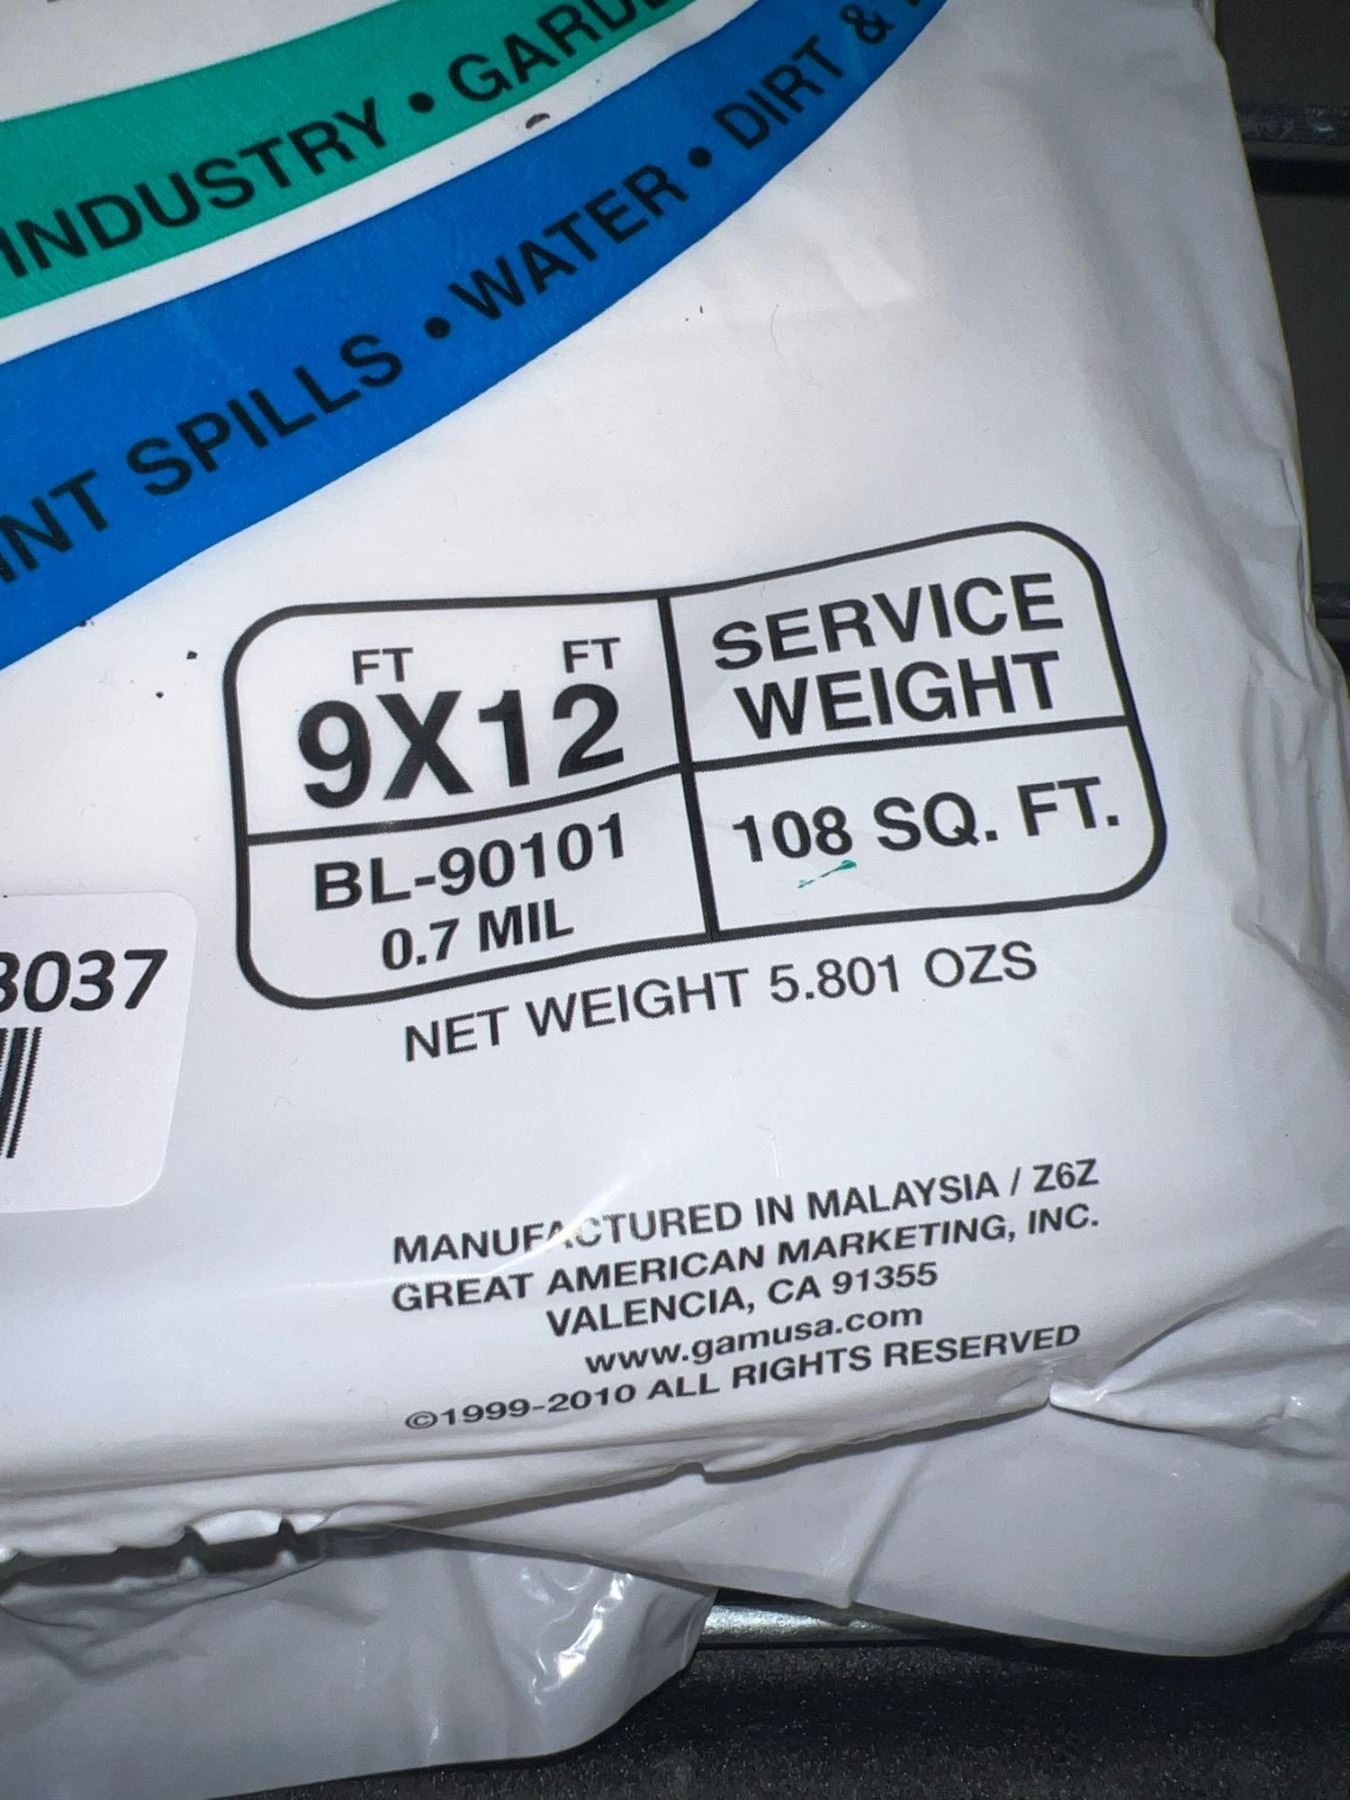 INDUSTRY •
SPILLS • WATER • DIRT &
FT FT
9X12
SERVICE
WEIGHT
BL-90101
0.7 MIL
108 SQ. FT.
NET WEIGHT 5.801 OZS
3037
MANUFACTURED IN MALAYSIA / Z6Z
GREAT AMERICAN MARKETING, INC.
VALENCIA, CA 91355
www.gamusa.com
©1999-2010 ALL RIGHTS RESERVED